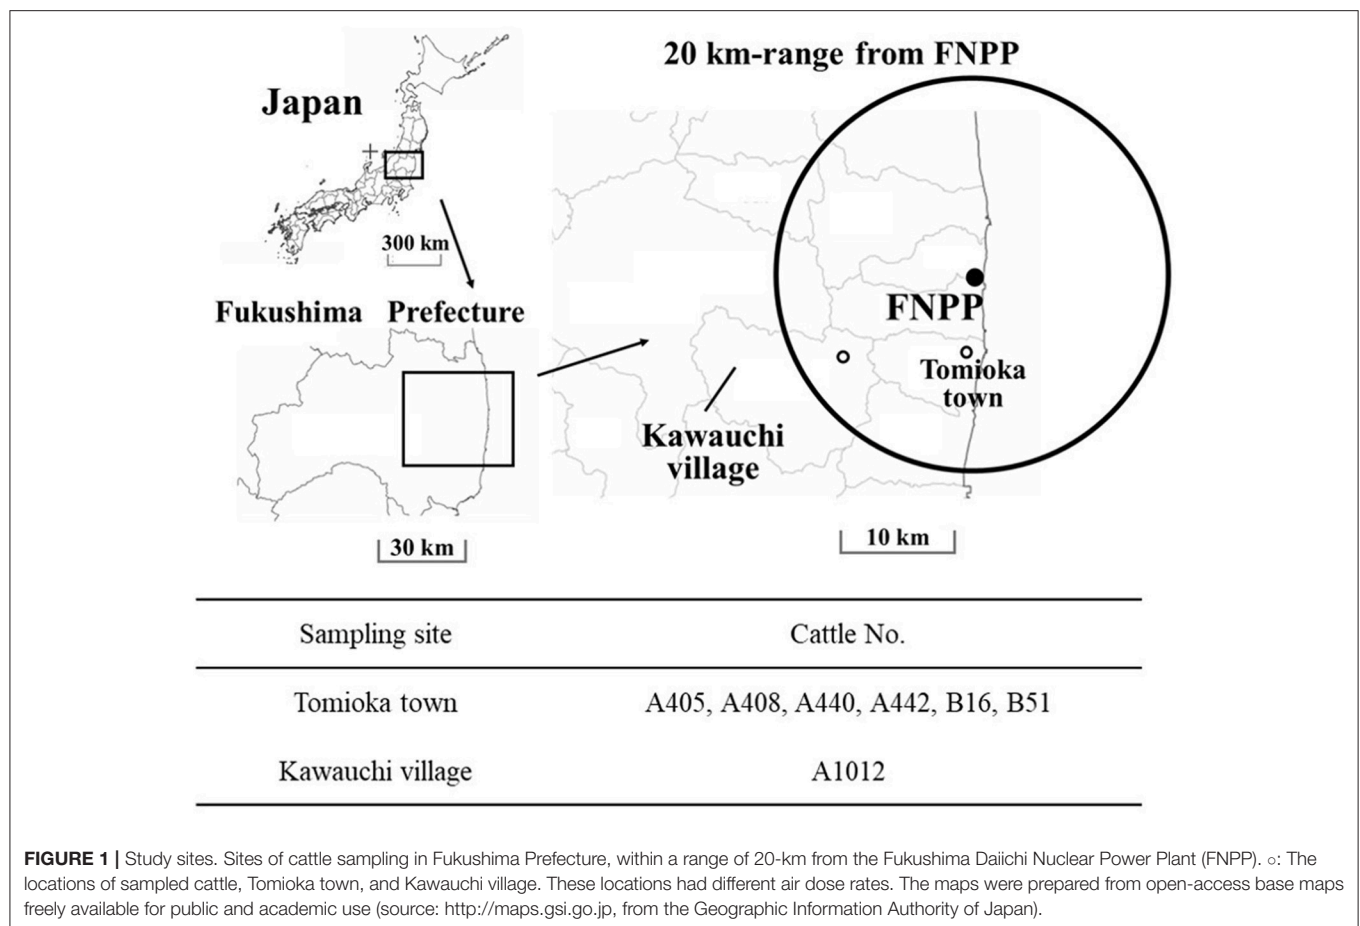 20 km-range from FNPP
Japan
300 km
Fukushima Prefecture
FNPP
Tomioka
town
Kawauchi
village
30 km
10 km
Sampling site Cattle No.
Tomioka town A405, A408, A440, A442, B16, B51
Kawauchi village A1012
FIGURE 1 | Study sites. Sites of cattle sampling in Fukushima Prefecture, within a range of 20-km from the Fukushima Daiichi Nuclear Power Plant (FNPP). ○: The
locations of sampled cattle, Tomioka town, and Kawauchi village. These locations had different air dose rates. The maps were prepared from open-access base maps
freely available for public and academic use (source: http://maps.gsi.go.jp, from the Geographic Information Authority of Japan).